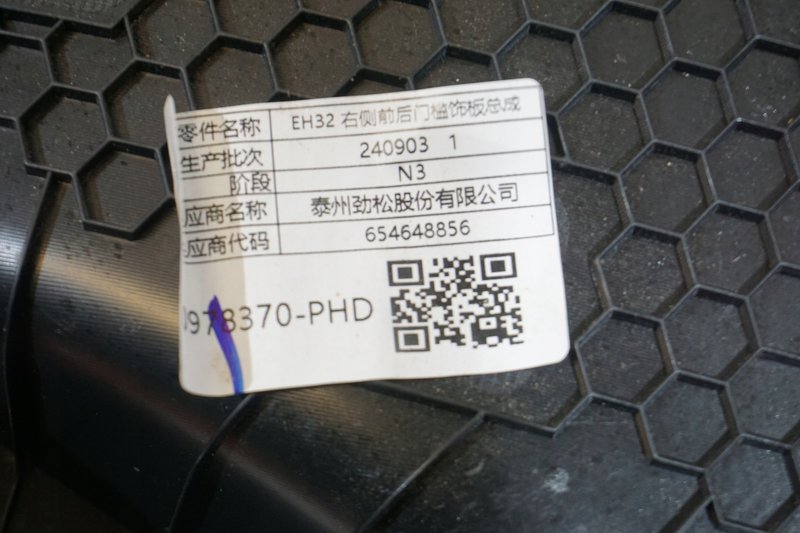 零件名称 EH32 右侧前后门槛饰板总成
生产批次 240903 1
阶段 N3
应商名称 泰州劲松股份有限公司
应商代码 654648856
978370-PHD